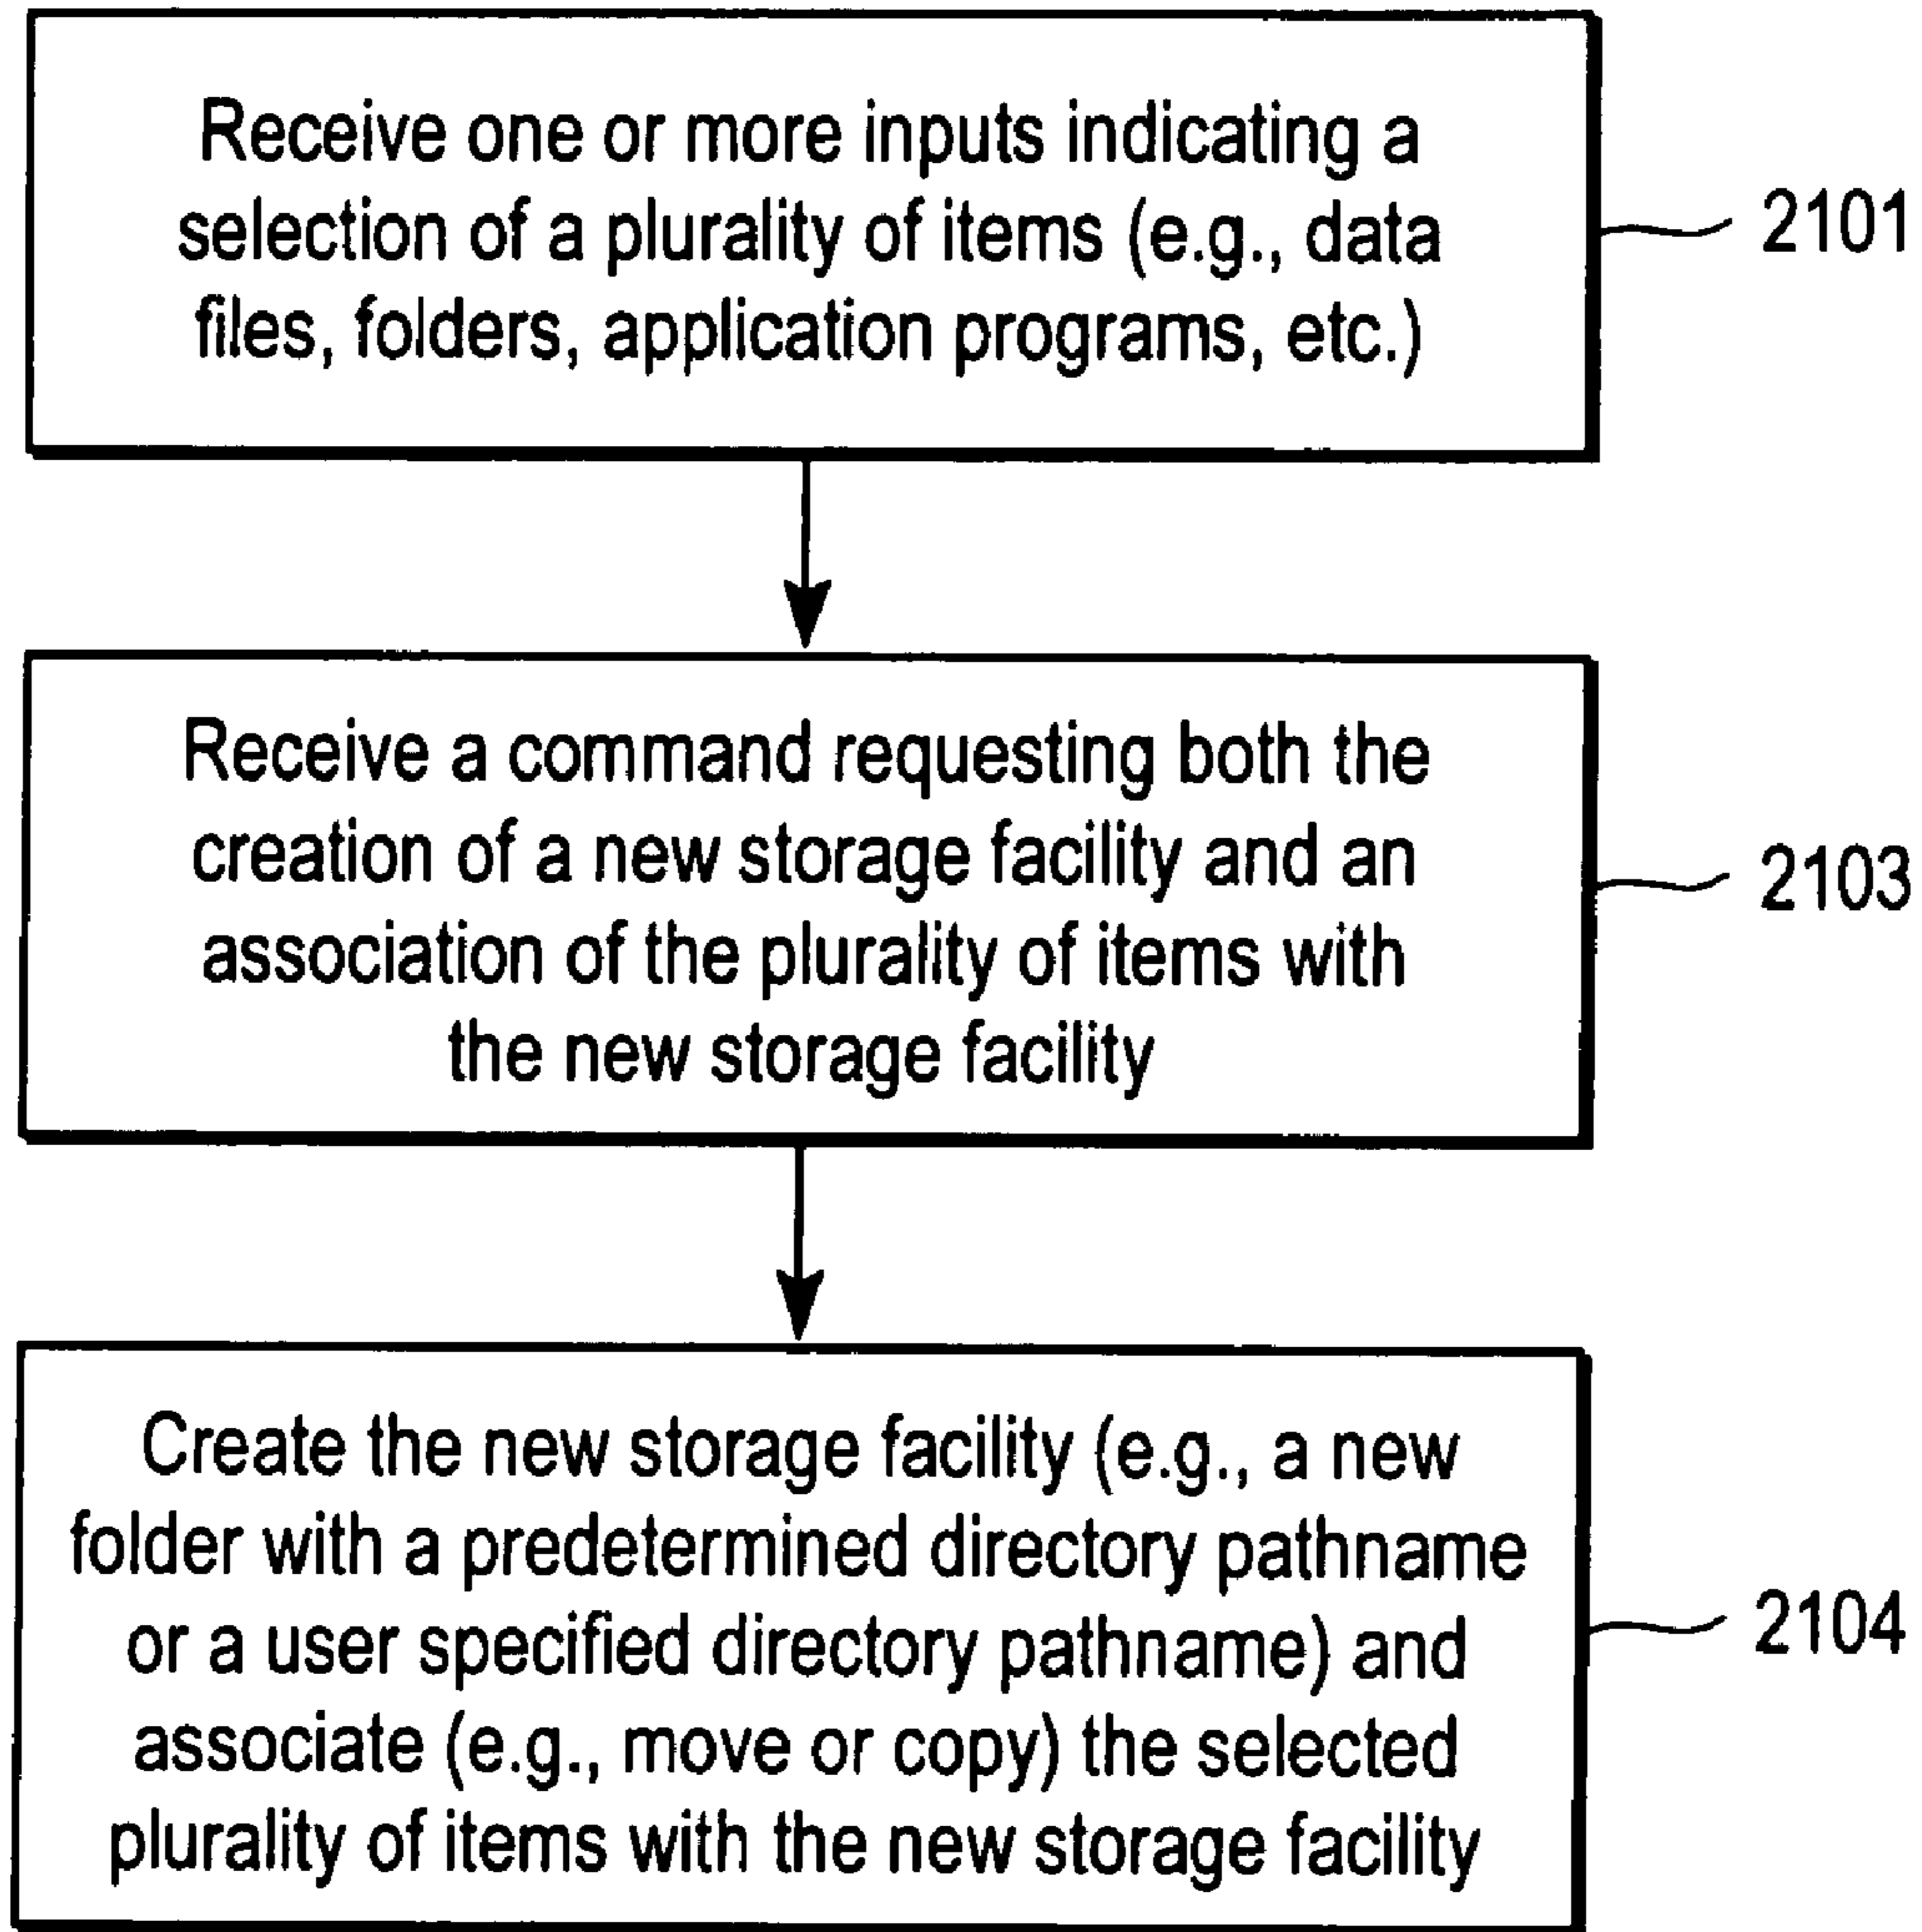 Receive one or more inputs indicating a
selection of a plurality of items (e.g., data
files, folders, application programs, etc.)
2101
Receive a command requesting both the
creation of a new storage facility and an
association of the plurality of items with
the new storage facility
2103
Create the new storage facility (e.g., a new
folder with a predetermined directory pathname
or a user specified directory pathname) and
associate (e.g., move or copy) the selected
plurality of items with the new storage facility
2104